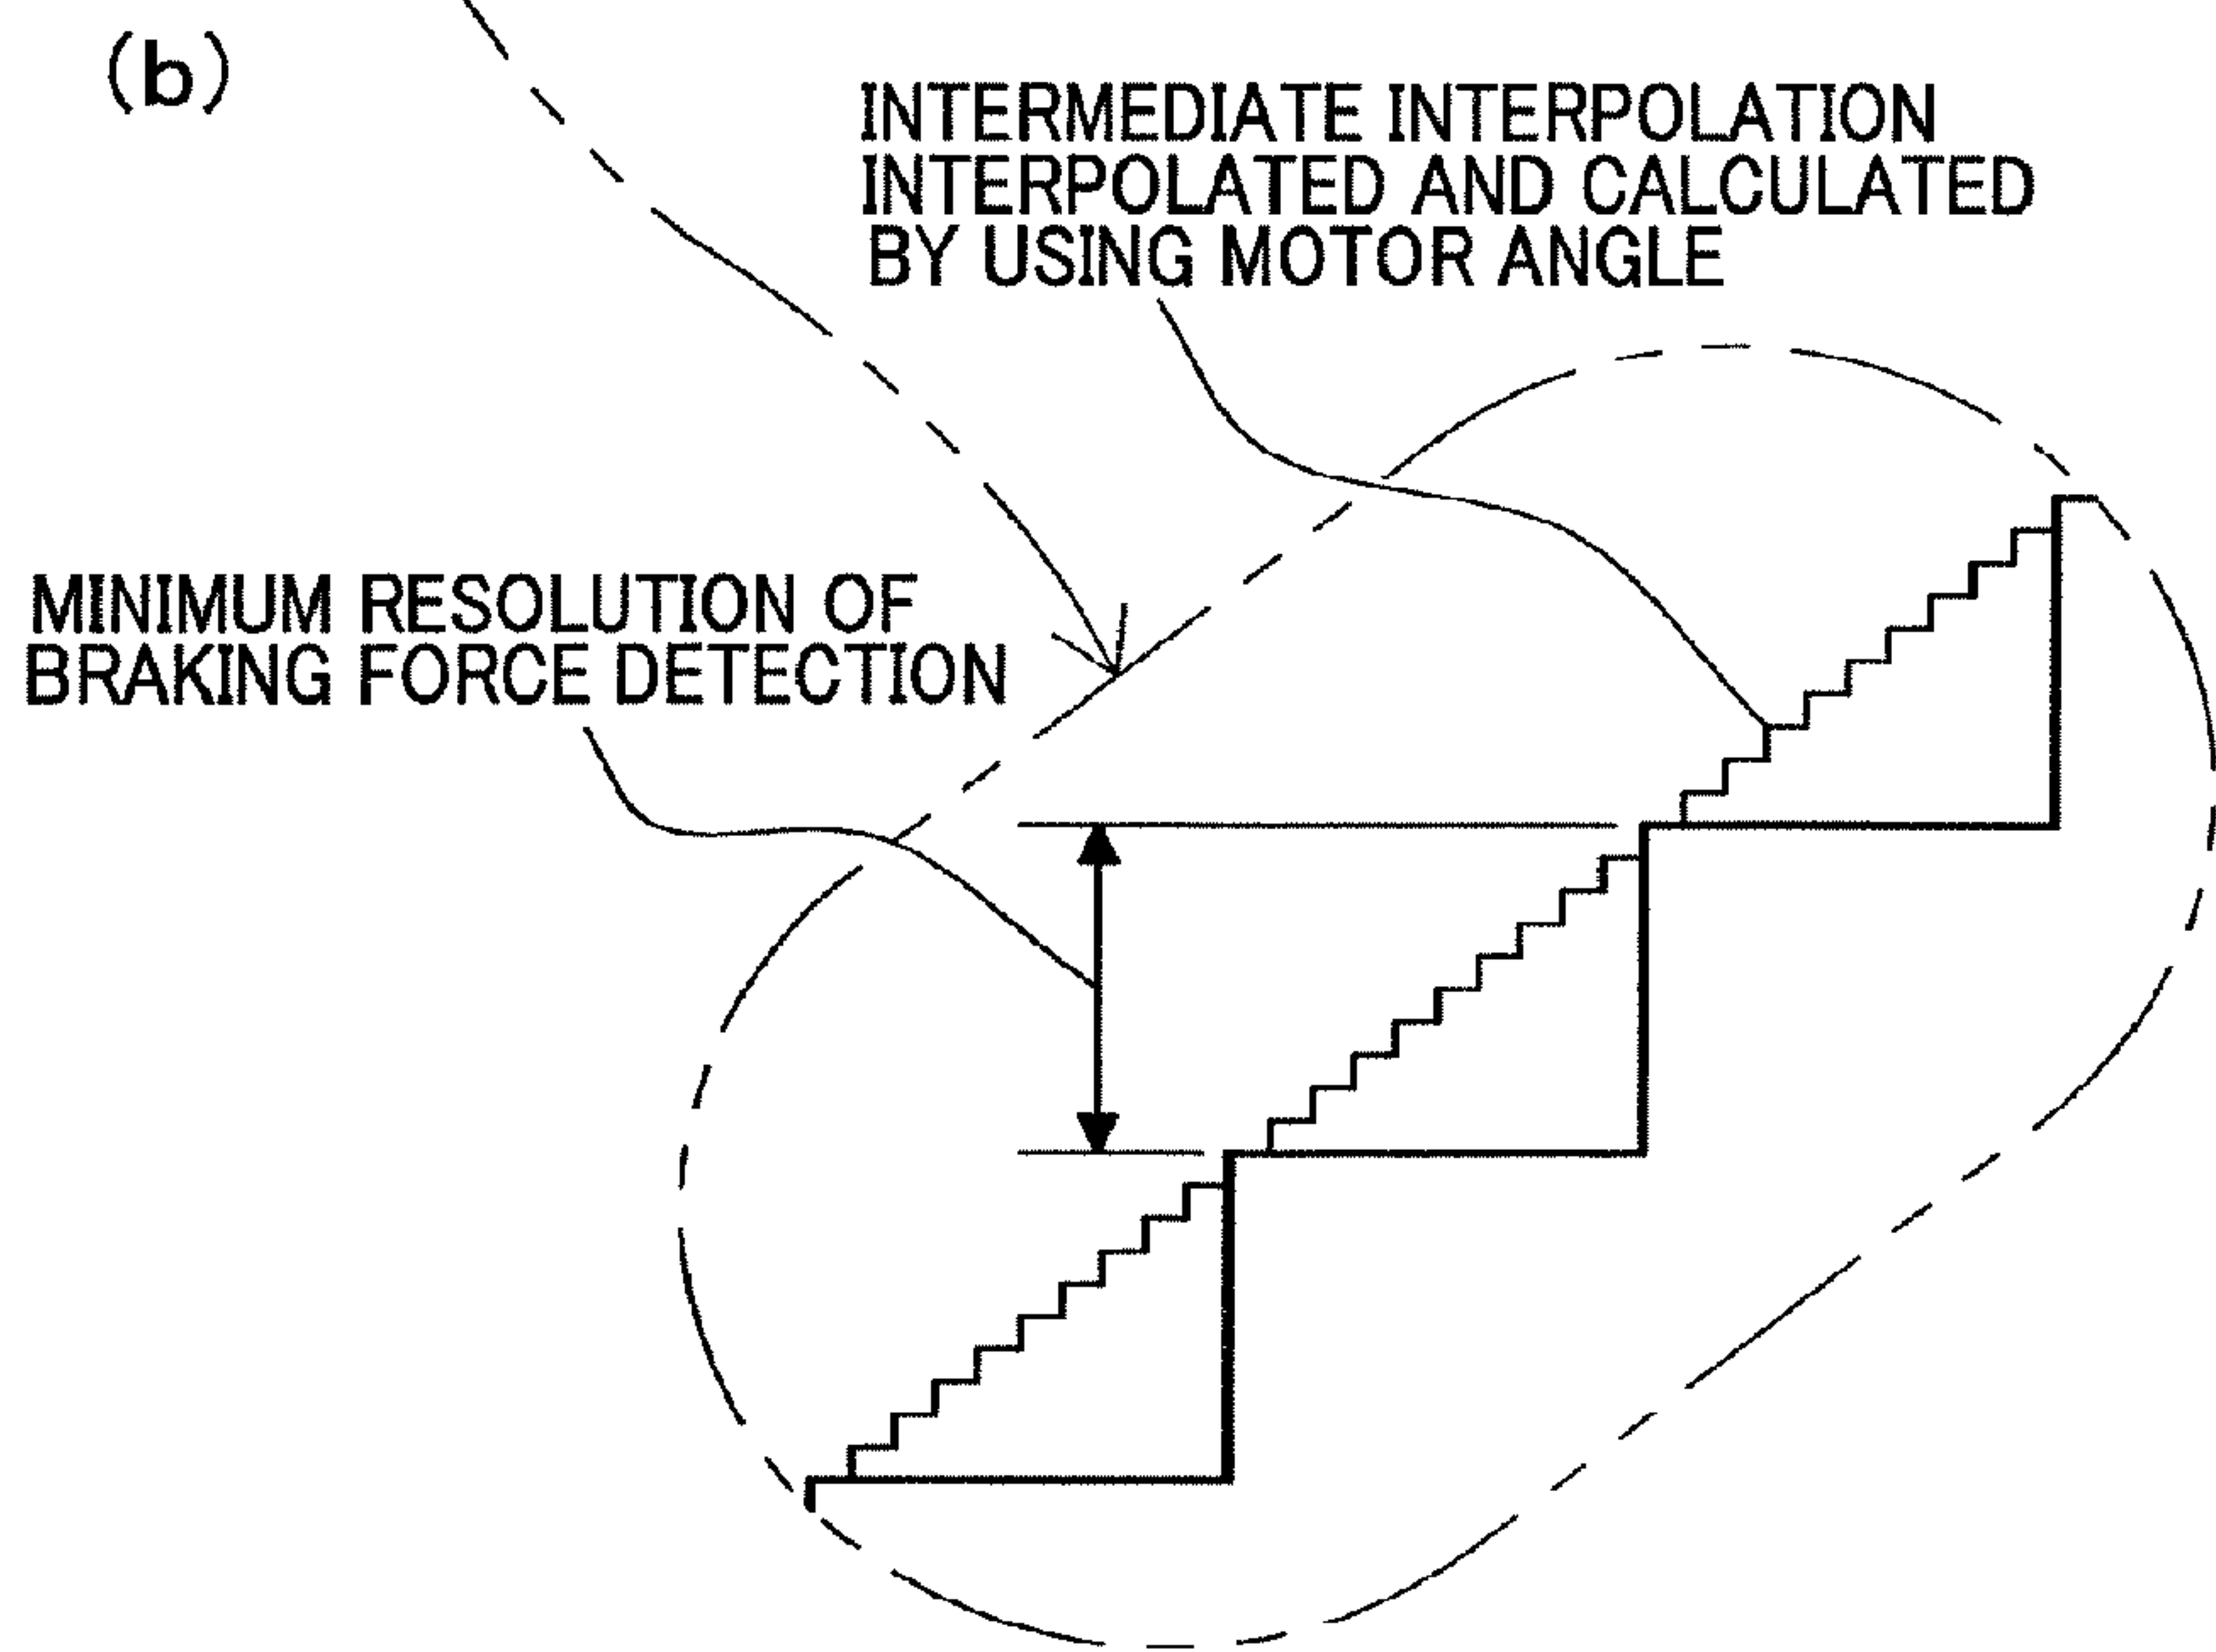 (b)
INTERMEDIATE INTERPOLATION
INTERPOLATED AND CALCULATED
BY USING MOTOR ANGLE
MINIMUM RESOLUTION OF
BRAKING FORCE DETECTION